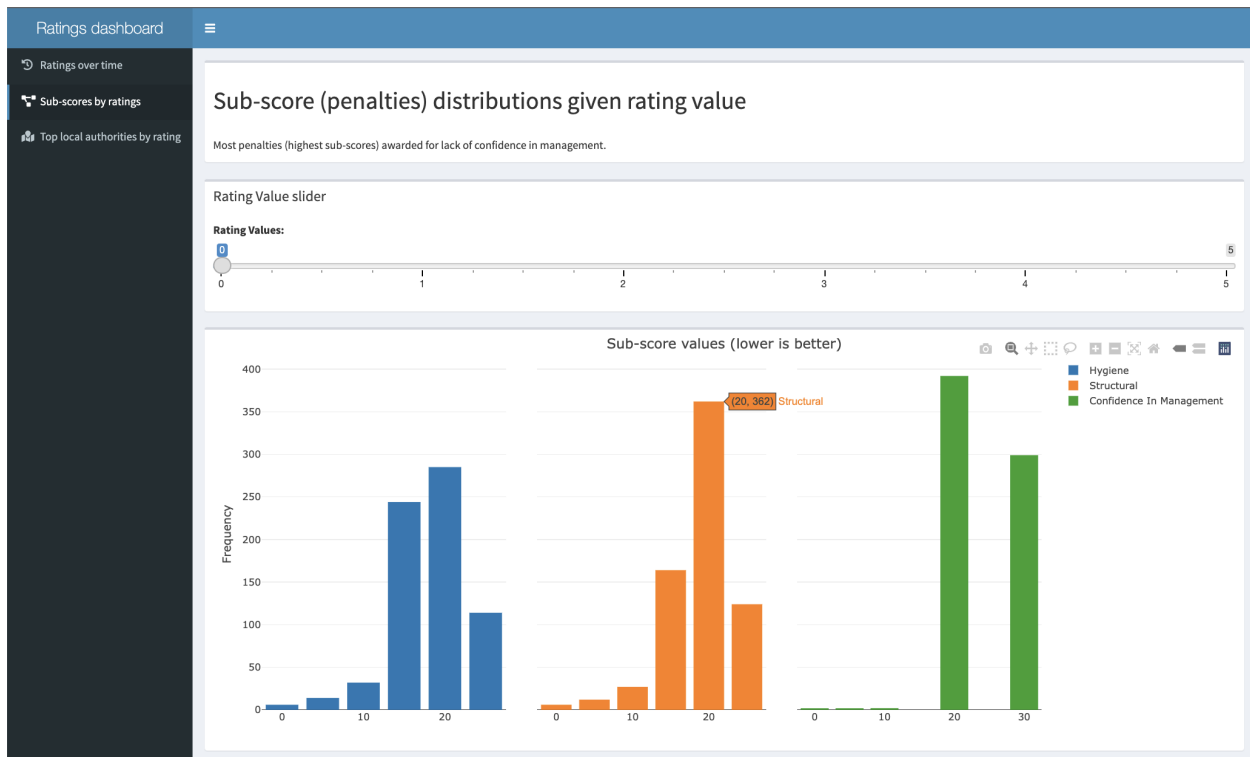 Ratings dashboard
Ratings over time
Sub-scores by ratings
Top local authorities by rating
Sub-score (penalties) distributions given rating value
Most penalties (highest sub-scores) awarded for lack of confidence in management.
Rating Value slider
Rating Values:
0 5
0 1 2 3 4 5
Sub-score values (lower is better)
Hygiene
Structural
Confidence In Management
Frequency
400
350
300
250
200
150
100
50
0
(20, 362) Structural
0 10 20
0 10 20
0 10 20 30